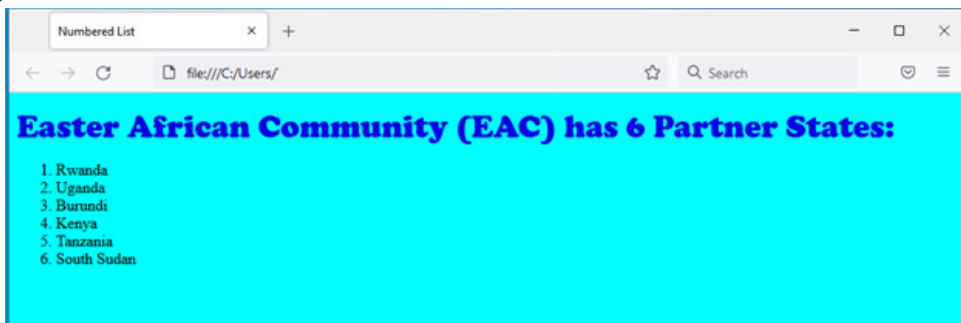 Numbered List
file:///C:/Users/
Search
Easter African Community (EAC) has 6 Partner States:
1. Rwanda
2. Uganda
3. Burundi
4. Kenya
5. Tanzania
6. South Sudan